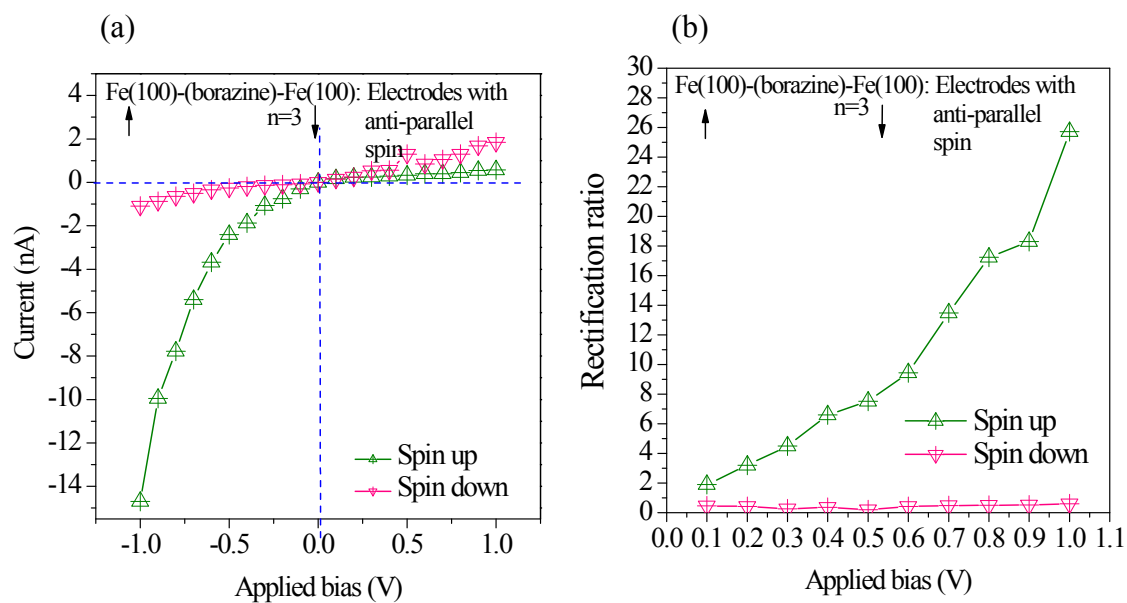 (a)
Fe(100)-(borazine)-Fe(100): Electrodes with
n=3
anti-parallel
spin
4
2
0
-2
-4
-6
-8
-10
-12
-14
Current (nA)
Spin up
Spin down
-1.0
-0.5
0.0
0.5
1.0
Applied bias (V)
(b)
Fe(100)-(borazine)-Fe(100): Electrodes with
n=3
anti-parallel
spin
30
28
26
24
22
20
18
16
14
12
10
8
6
4
2
0
Rectification ratio
Spin up
Spin down
0.0
0.1
0.2
0.3
0.4
0.5
0.6
0.7
0.8
0.9
1.0
1.1
Applied bias (V)